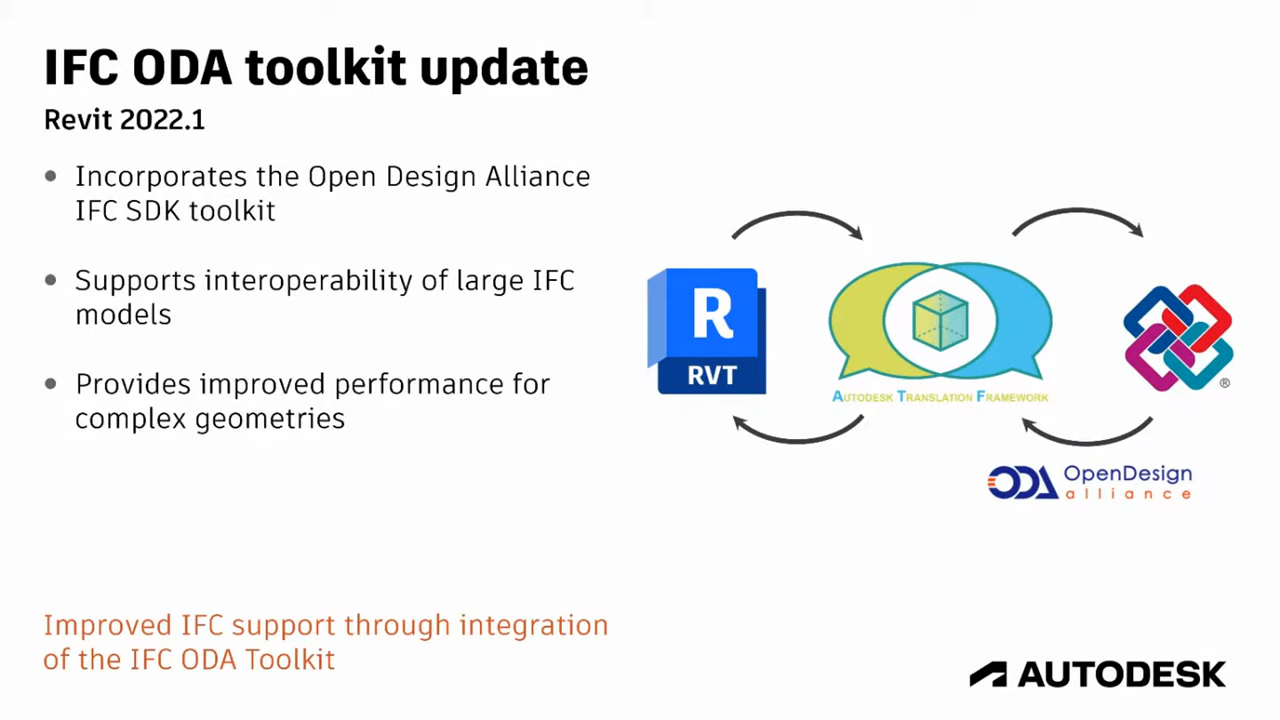 IFC ODA toolkit update
Revit 2022.1
• Incorporates the Open Design Alliance
IFC SDK toolkit
• Supports interoperability of large IFC
models
• Provides improved performance for
complex geometries
R
RVT
AUTODESK TRANSLATION FRAMEWORK
®
ODA OpenDesign
alliance
Improved IFC support through integration
of the IFC ODA Toolkit
AUTODESK